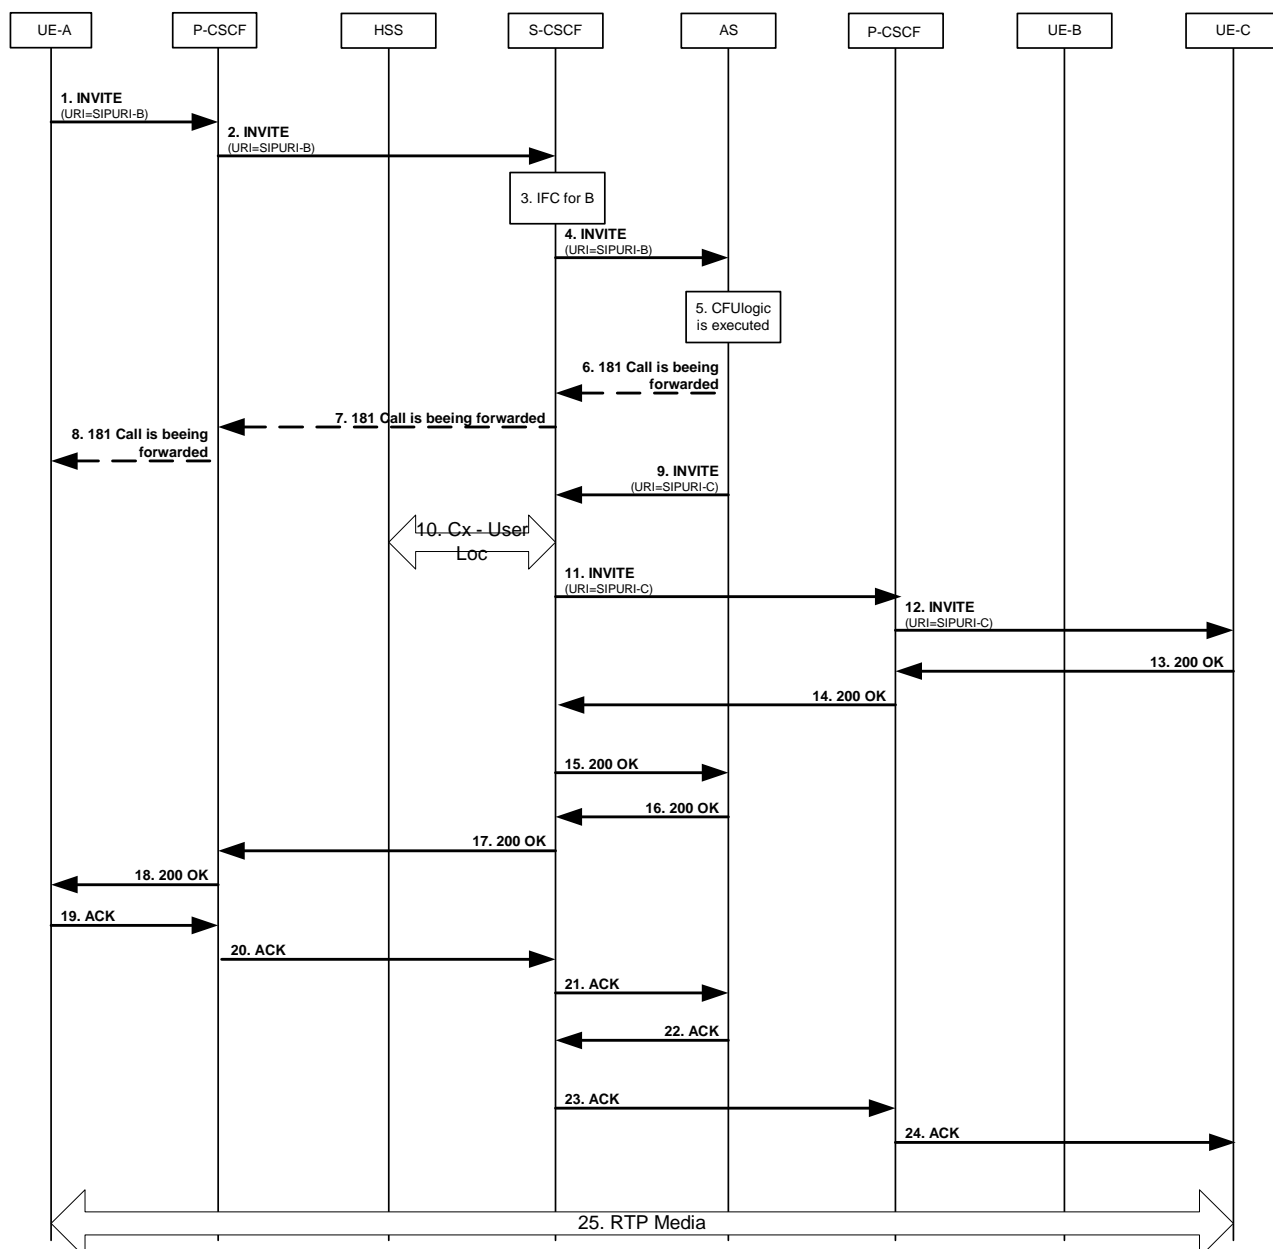 UE-A
P-CSCF
HSS
S-CSCF
AS
P-CSCF
UE-B
UE-C
1. INVITE
(URI=SIPURI-B)
2. INVITE
(URI=SIPURI-B)
3. IFC for B
4. INVITE
(URI=SIPURI-B)
5. CFUlogic
is executed
6. 181 Call is beeing
forwarded
7. 181 Call is beeing forwarded
8. 181 Call is beeing
forwarded
9. INVITE
(URI=SIPURI-C)
10. Cx - User
Loc
11. INVITE
(URI=SIPURI-C)
12. INVITE
(URI=SIPURI-C)
13. 200 OK
14. 200 OK
15. 200 OK
16. 200 OK
17. 200 OK
18. 200 OK
19. ACK
20. ACK
21. ACK
22. ACK
23. ACK
24. ACK
25. RTP Media